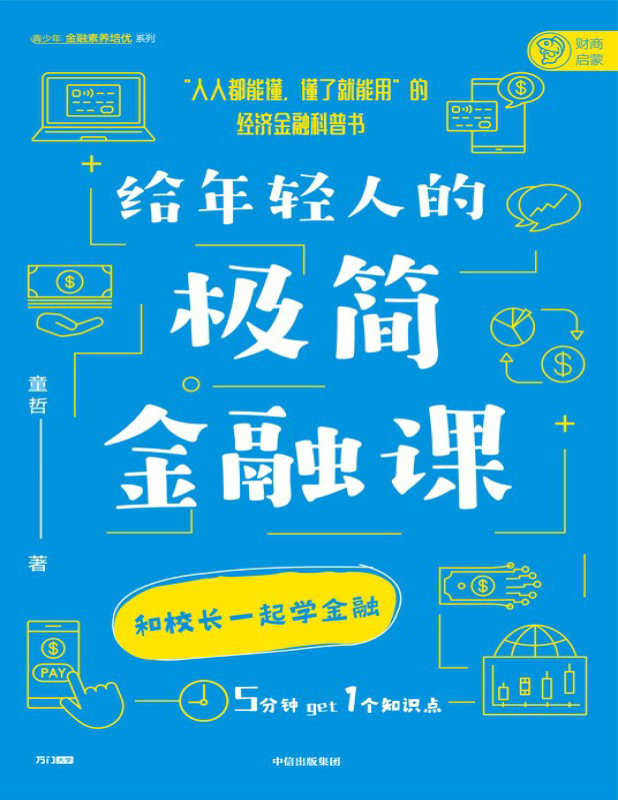 青少年 金融素养培优 系列
财商
启蒙
“人人都能懂，懂了就能用”的
经济金融科普书
给年轻人的
极简
金融课
童哲
著
和校长一起学金融
PAY
5分钟 get 1个知识点
万门大学
中信出版集团